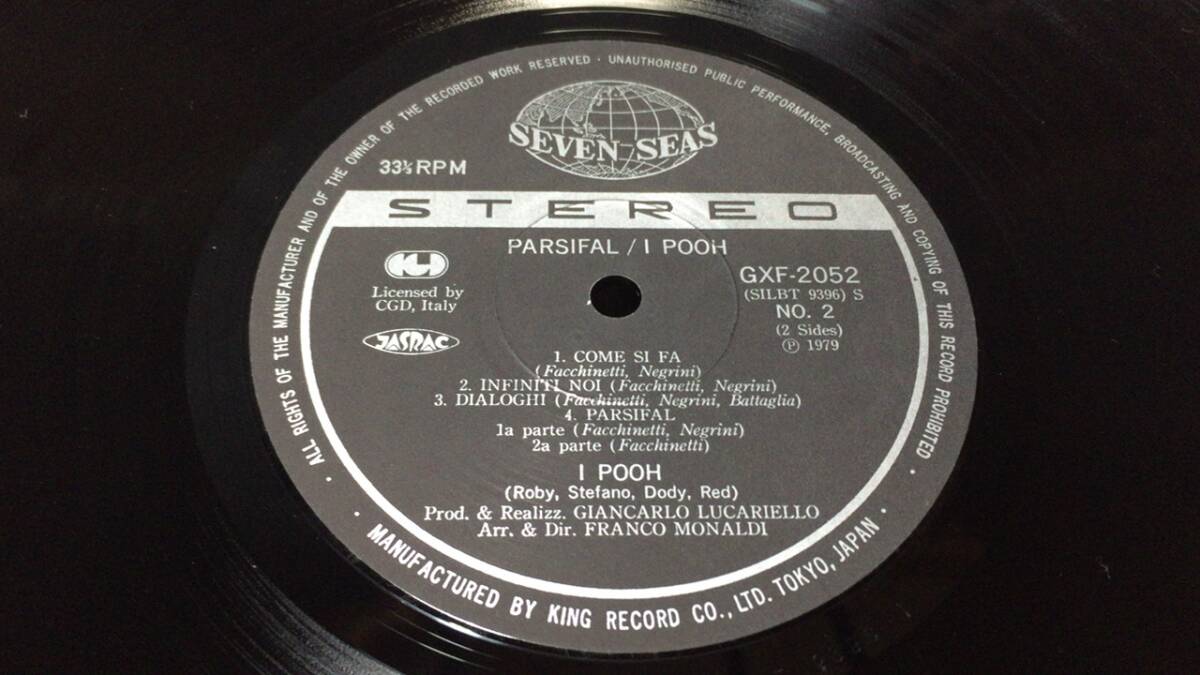 ALL RIGHTS OF THE MANUFACTURER AND OF THE OWNER OF THE RECORDED WORK RESERVED · UNAUTHORISED PUBLIC PERFORMANCE, BROADCASTING AND COPYING OF THIS RECORD PROHIBITED ·
SEVEN SEAS
33⅓ RPM
STEREO
PARSIFAL / I POOH
CGD
Licensed by
CGD, Italy
JASRAC
GXF-2052
(SILBT 9396) S
NO. 2
(2 Sides)
Ⓟ 1979
1. COME SI FA
(Facchinetti, Negrini)
2. INFINITI NOI (Facchinetti, Negrini)
3. DIALOGHI (Facchinetti, Negrini, Battaglia)
4. PARSIFAL
1a parte (Facchinetti, Negrini)
2a parte (Facchinetti)
I POOH
(Roby, Stefano, Dody, Red)
Prod. & Realizz. GIANCARLO LUCARIELLO
Arr. & Dir. FRANCO MONALDI
· MANUFACTURED BY KING RECORD CO., LTD. TOKYO, JAPAN ·